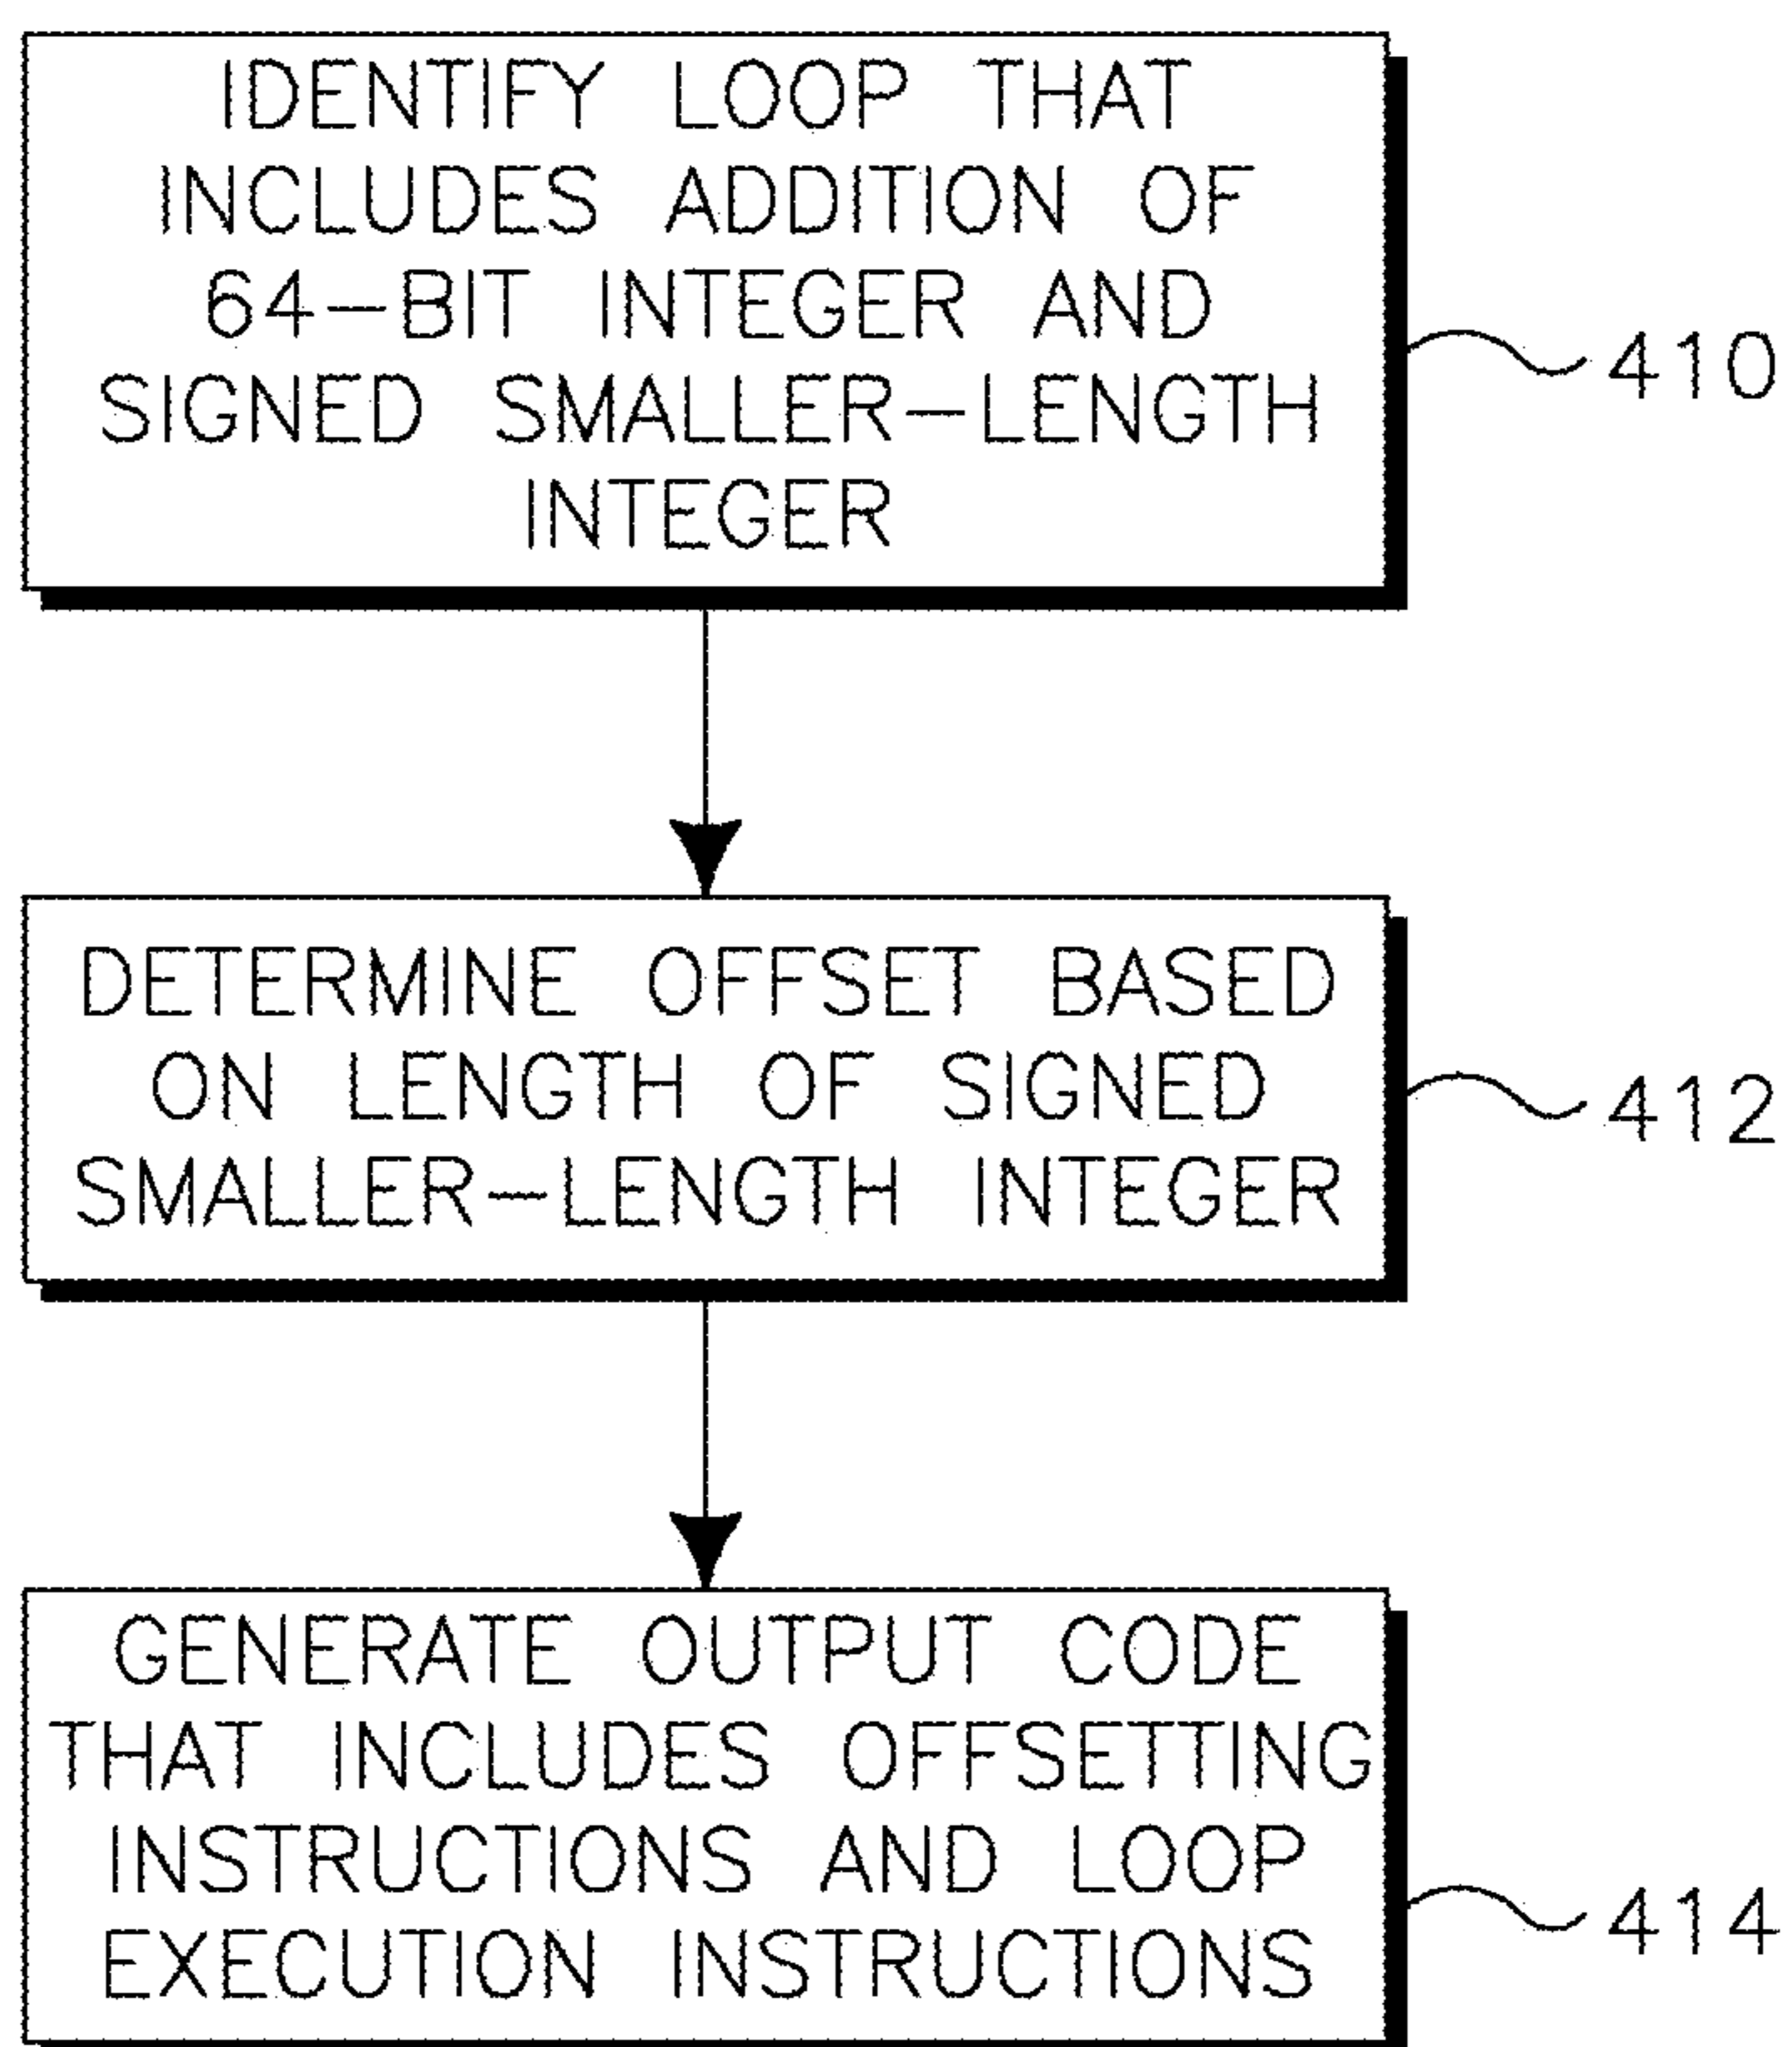 IDENTIFY LOOP THAT
INCLUDES ADDITION OF
64-BIT INTEGER AND
SIGNED SMALLER-LENGTH
INTEGER
410
DETERMINE OFFSET BASED
ON LENGTH OF SIGNED
SMALLER-LENGTH INTEGER
412
GENERATE OUTPUT CODE
THAT INCLUDES OFFSETTING
INSTRUCTIONS AND LOOP
EXECUTION INSTRUCTIONS
414